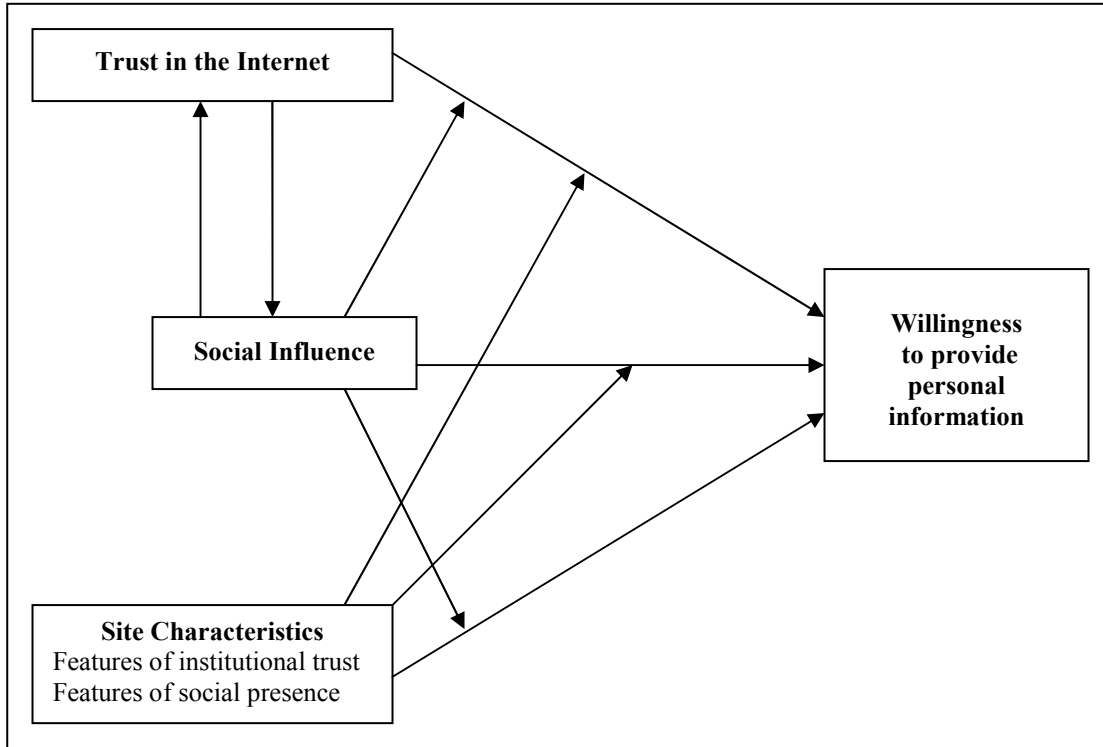 Trust in the Internet
Social Influence
Willingness
to provide
personal
information
Site Characteristics
Features of institutional trust
Features of social presence